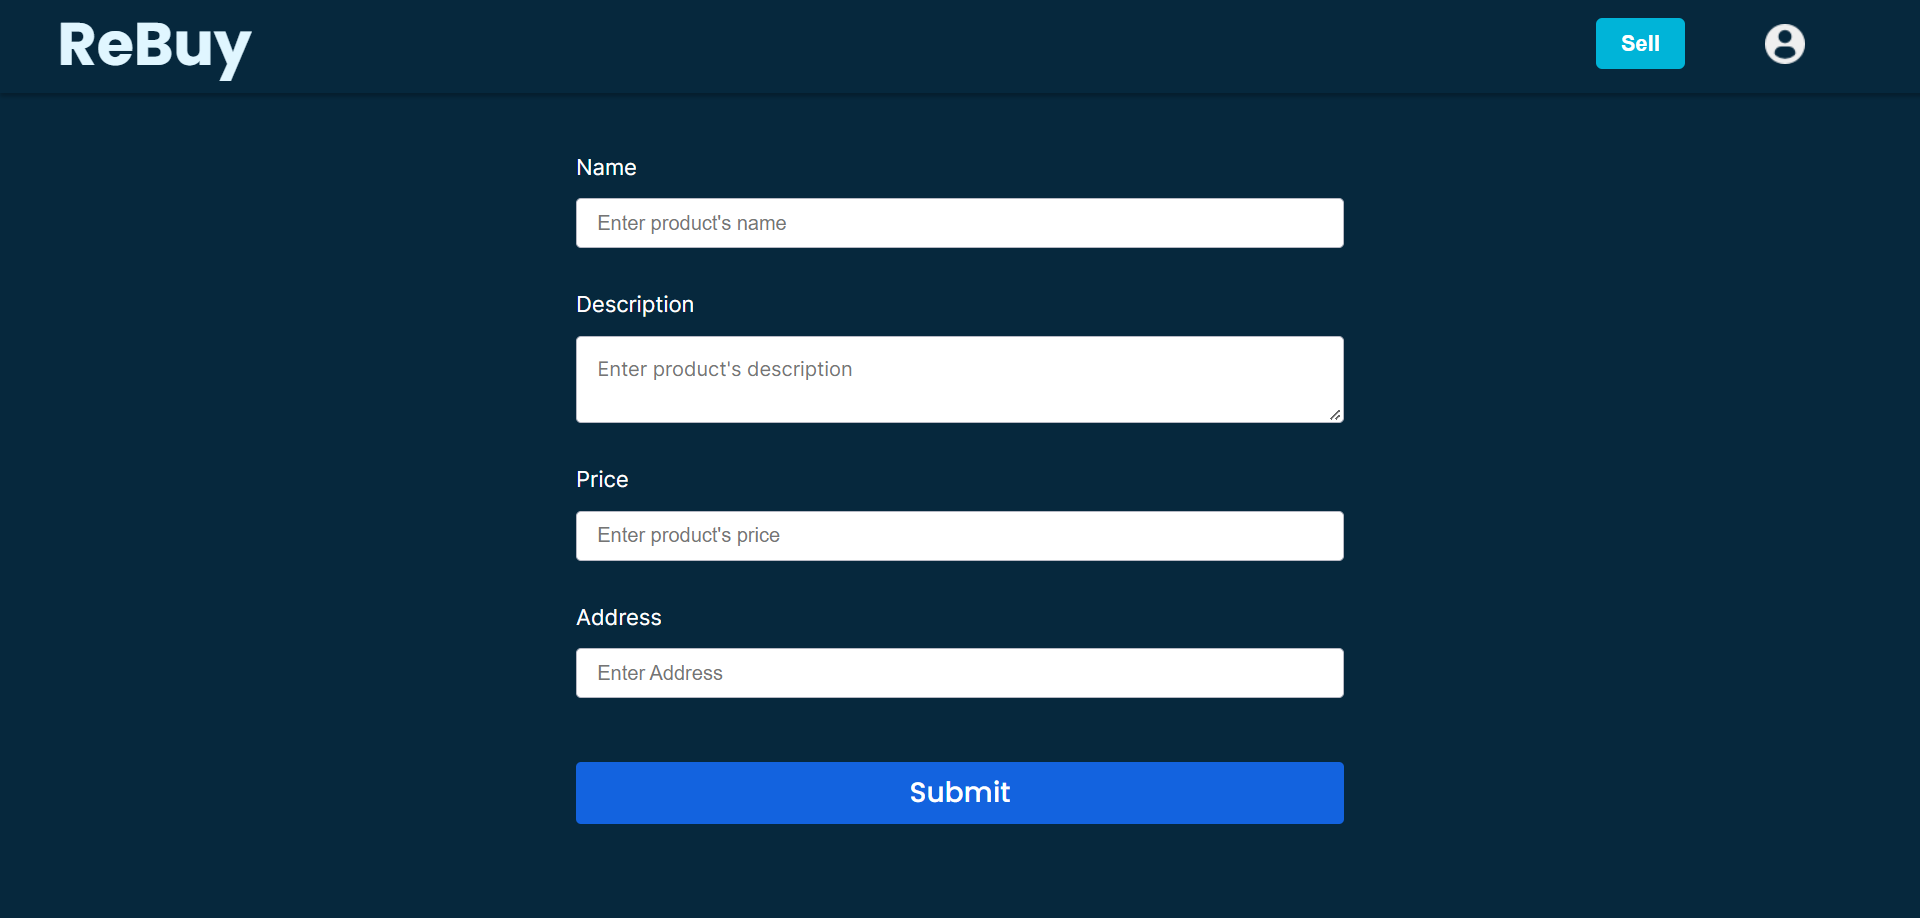 ReBuy
Sell
Name
Enter product's name
Description
Enter product's description
Price
Enter product's price
Address
Enter Address
Submit